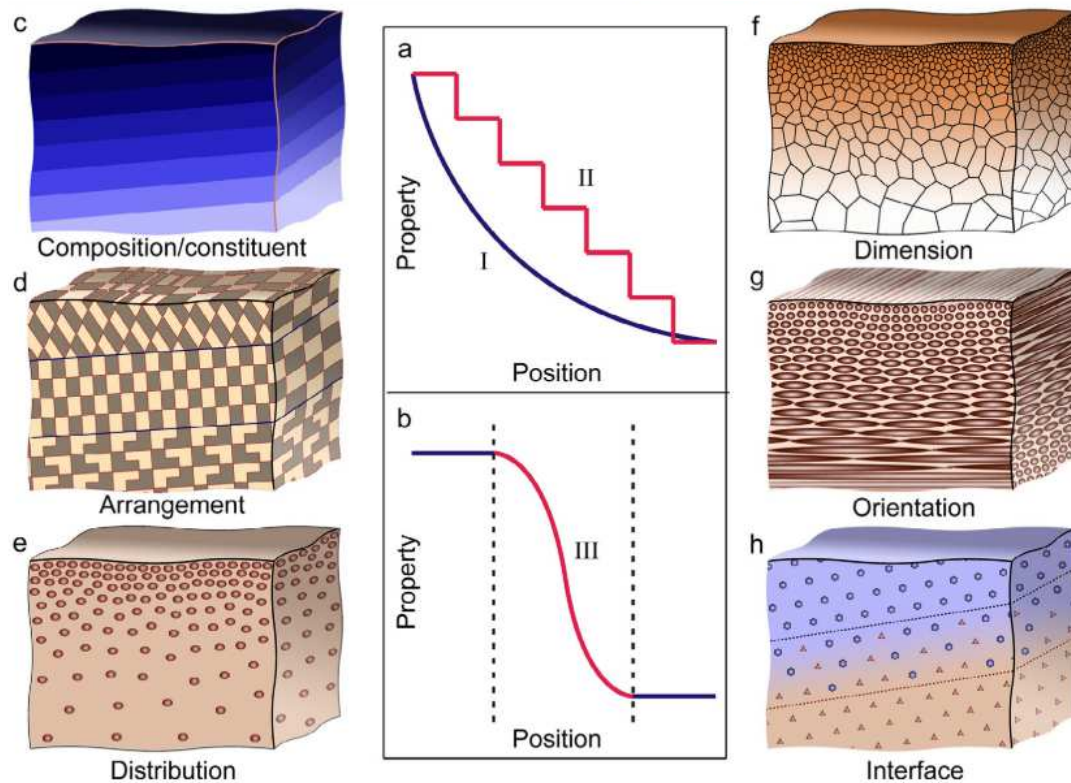 c
Composition/constituent
d
Arrangement
e
Distribution
a
Property
I
II
Position
b
Property
III
Position
f
Dimension
g
Orientation
h
Interface